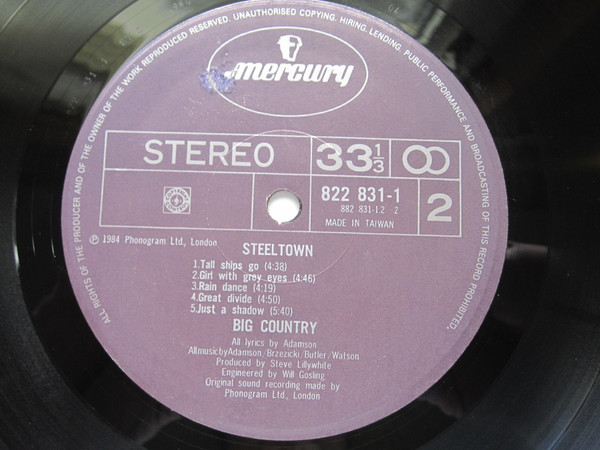 ALL RIGHTS OF THE PRODUCER AND OF THE OWNER OF THE WORK REPRODUCED RESERVED. UNAUTHORISED COPYING, HIRING, LENDING, PUBLIC PERFORMANCE AND BROADCASTING OF THIS RECORD PROHIBITED.
mercury
STEREO 33 1/3
822 831-1
882 831-1.2 2
MADE IN TAIWAN
2
℗ 1984 Phonogram Ltd, London
STEELTOWN
1.Tall ships go (4:38)
2.Girl with grey eyes (4:46)
3.Rain dance (4:19)
4.Great divide (4:50)
5.Just a shadow (5:40)
BIG COUNTRY
All lyrics by Adamson
AllmusicbyAdamson/Brzezicki/Butler/Watson
Produced by Steve Lillywhite
Engineered by Will Gosling
Original sound recording made by
Phonogram Ltd, London